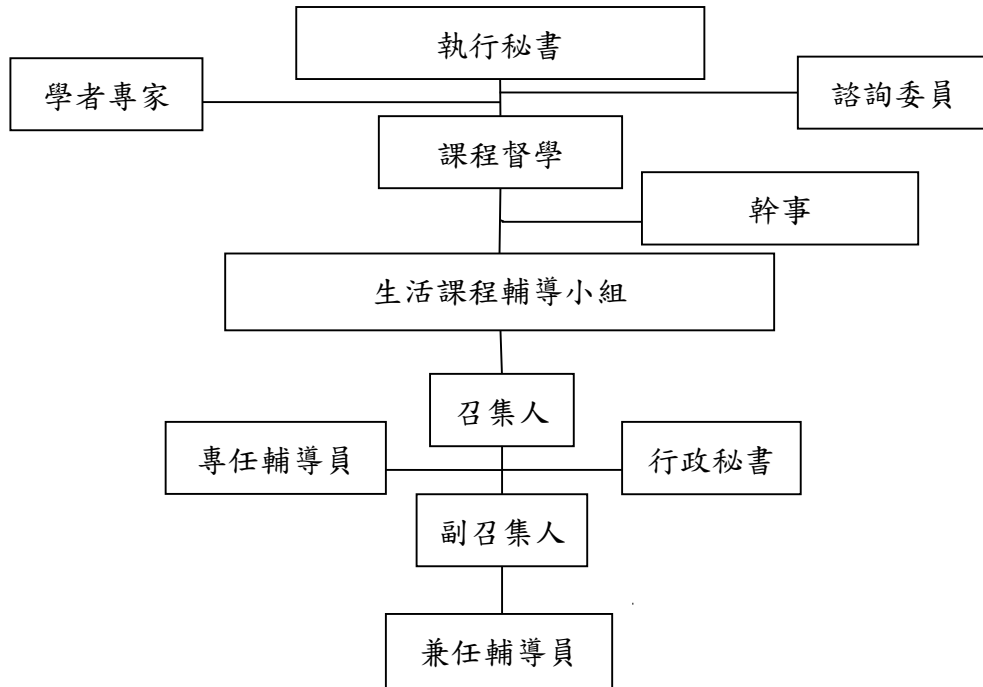 執行秘書
學者專家
諮詢委員
課程督學
幹事
生活課程輔導小組
召集人
專任輔導員
行政秘書
副召集人
兼任輔導員